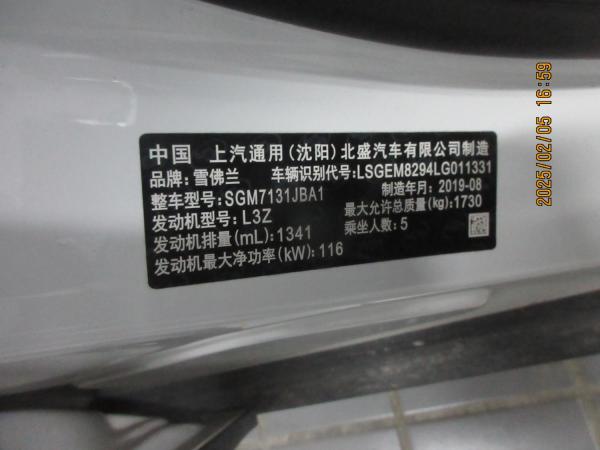 中国 上汽通用(沈阳)北盛汽车有限公司制造
品牌:雪佛兰 车辆识别代号:LSGEM8294LG011331
整车型号:SGM7131JBA1 制造年月:2019-08
发动机型号:L3Z 最大允许总质量(kg):1730
发动机排量(mL):1341 乘坐人数:5
发动机最大净功率(kW):116
2025/02/05 16:59